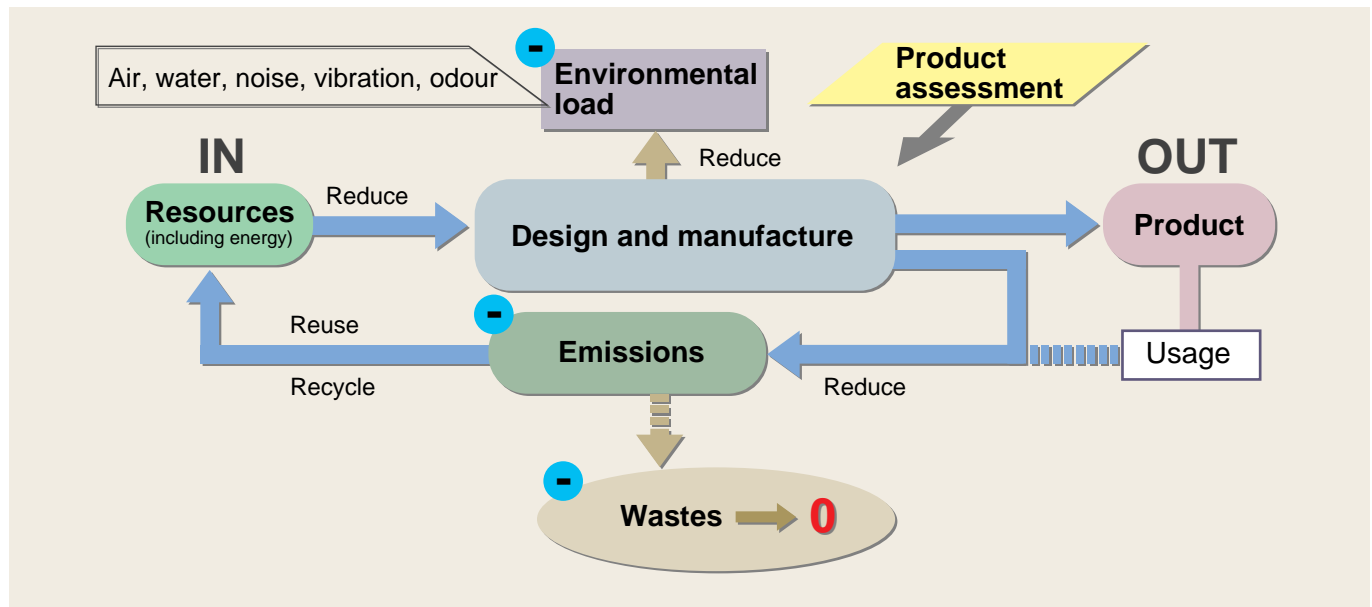 -
Air, water, noise, vibration, odour
Environmental
load
Product
assessment
IN
Reduce
OUT
Resources
(including energy)
Reduce
Design and manufacture
Product
-
Reuse
Emissions
Usage
Recycle
Reduce
-
Wastes
0